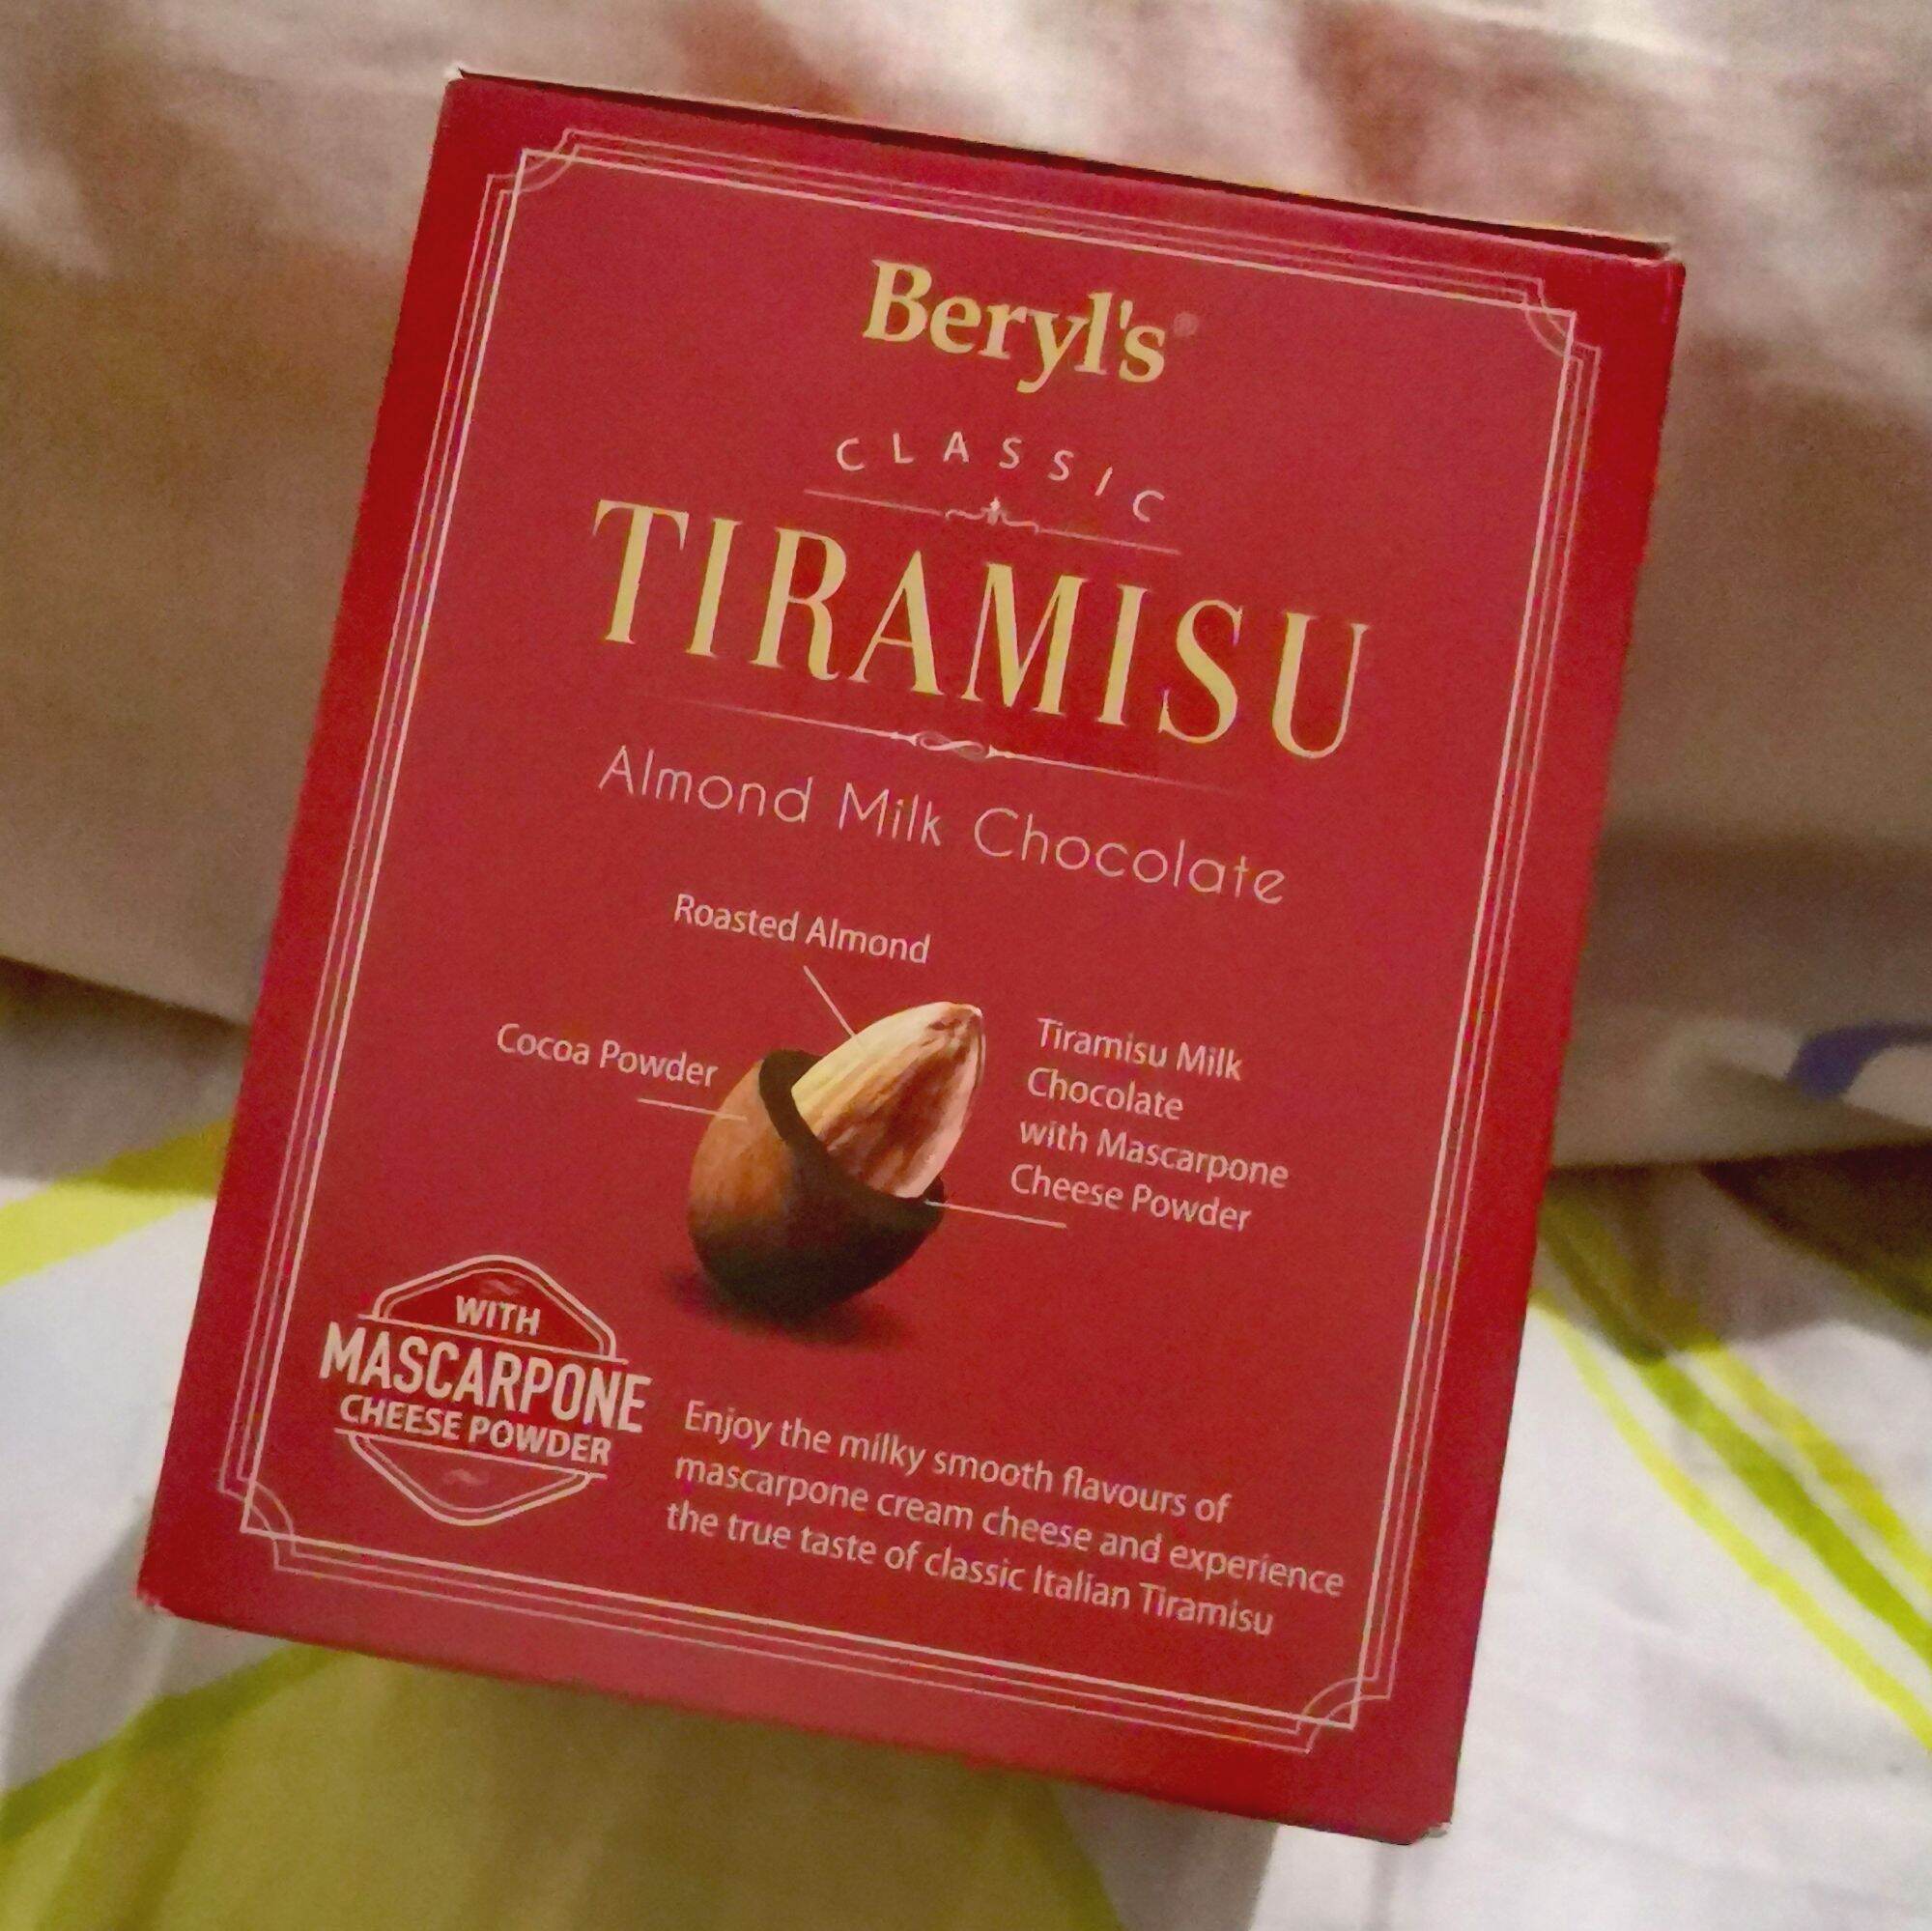 Beryl's®
CLASSIC
TIRAMISU
Almond Milk Chocolate
Roasted Almond
Cocoa Powder
Tiramisu Milk
Chocolate
with Mascarpone
Cheese Powder
WITH
MASCARPONE
CHEESE POWDER
Enjoy the milky smooth flavours of
mascarpone cream cheese and experience
the true taste of classic Italian Tiramisu